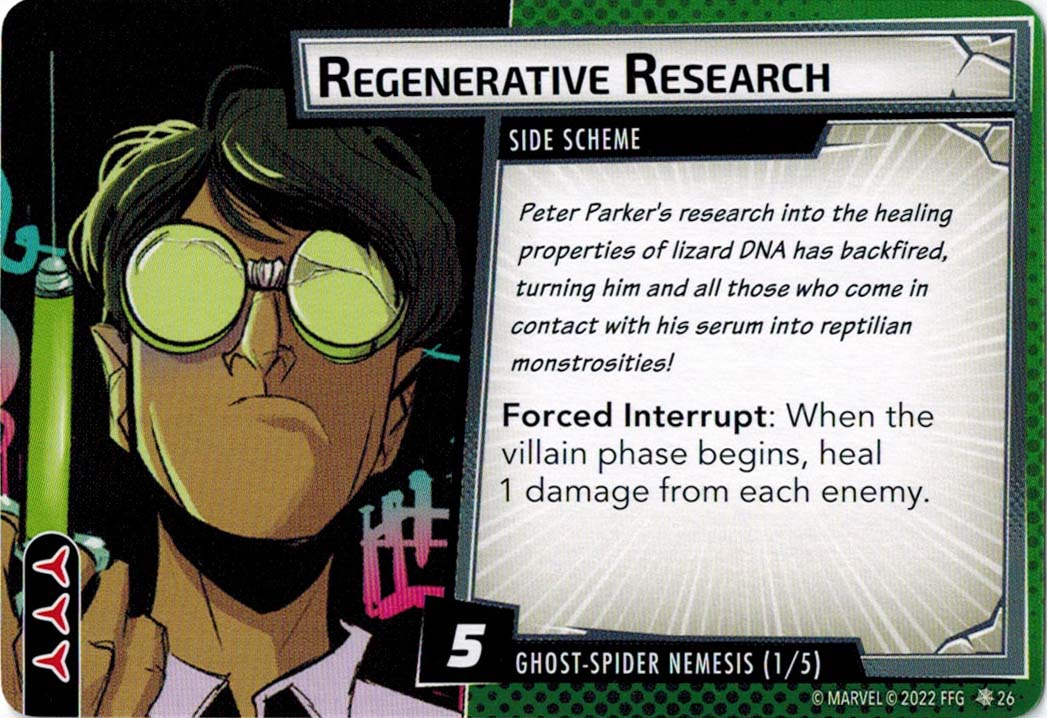 REGENERATIVE RESEARCH
SIDE SCHEME
Peter Parker's research into the healing
properties of lizard DNA has backfired,
turning him and all those who come in
contact with his serum into reptilian
monstrosities!
Forced Interrupt: When the
villain phase begins, heal
1 damage from each enemy.
5
GHOST-SPIDER NEMESIS (1/5)
© MARVEL © 2022 FFG 26